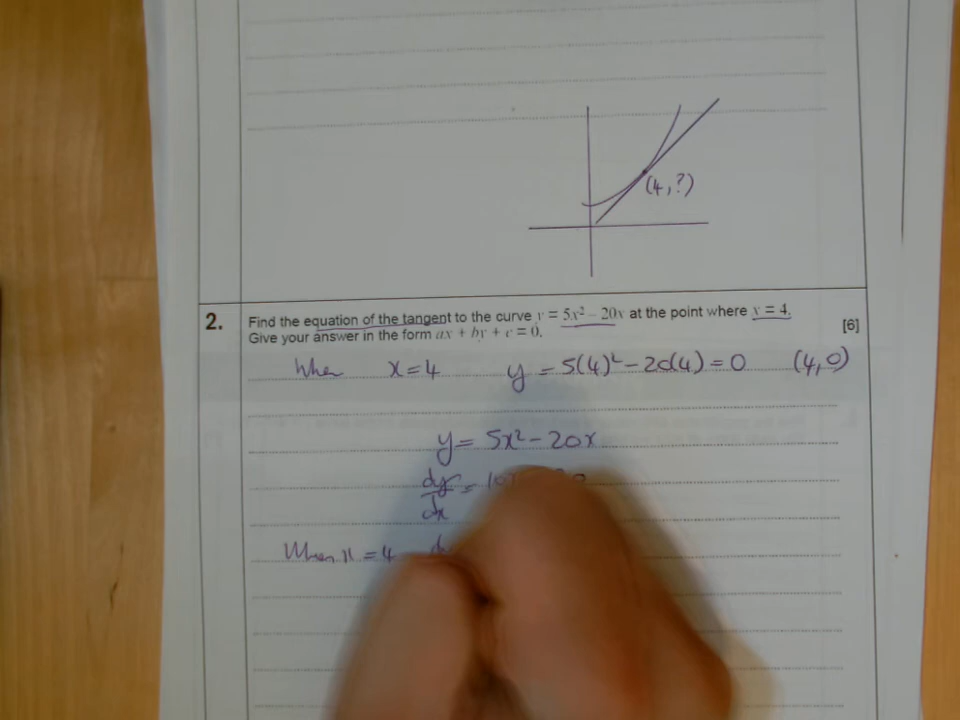 (4,?)
2. Find the equation of the tangent to the curve y = 5x² – 20x at the point where x = 4.
Give your answer in the form ax + by + c = 0. [6]
When x=4 y = 5(4)² – 20(4) = 0 (4,0)
y = 5x² – 20x
dy/dx = 10
When x = 4